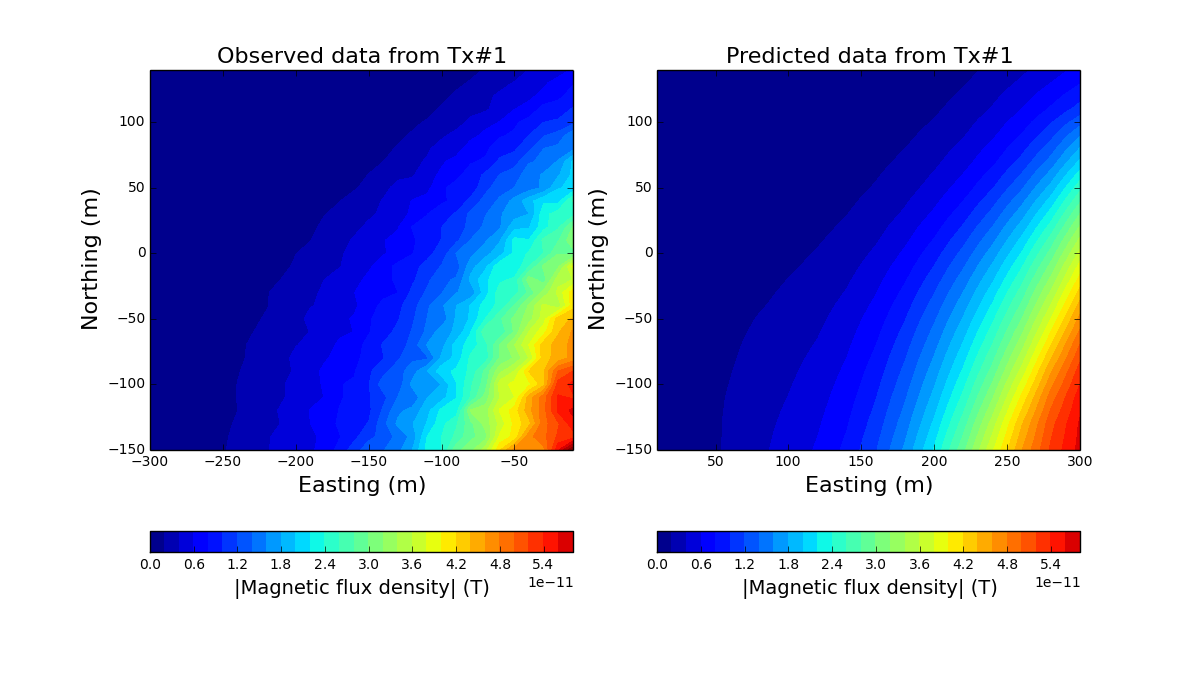 Observed data from Tx#1
Predicted data from Tx#1
Northing (m)
100
50
0
−50
−100
−150
−300
−250
−200
−150
−100
−50
Easting (m)
Northing (m)
100
50
0
−50
−100
−150
50
100
150
200
250
300
Easting (m)
0.0 0.6 1.2 1.8 2.4 3.0 3.6 4.2 4.8 5.4
1e−11
|Magnetic flux density| (T)
0.0 0.6 1.2 1.8 2.4 3.0 3.6 4.2 4.8 5.4
1e−11
|Magnetic flux density| (T)